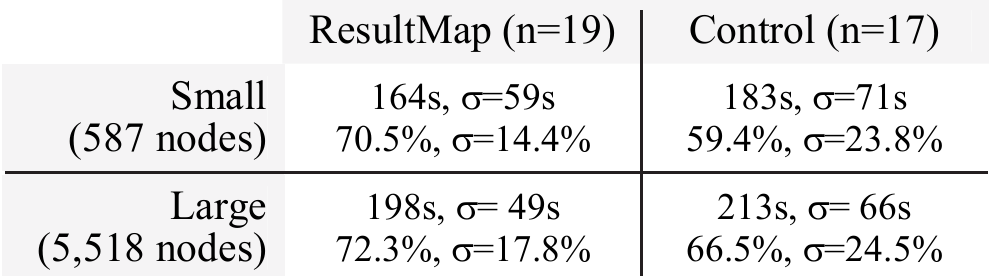 ResultMap (n=19) Control (n=17)
Small 164s, σ=59s 183s, σ=71s
(587 nodes) 70.5%, σ=14.4% 59.4%, σ=23.8%
Large 198s, σ= 49s 213s, σ= 66s
(5,518 nodes) 72.3%, σ=17.8% 66.5%, σ=24.5%